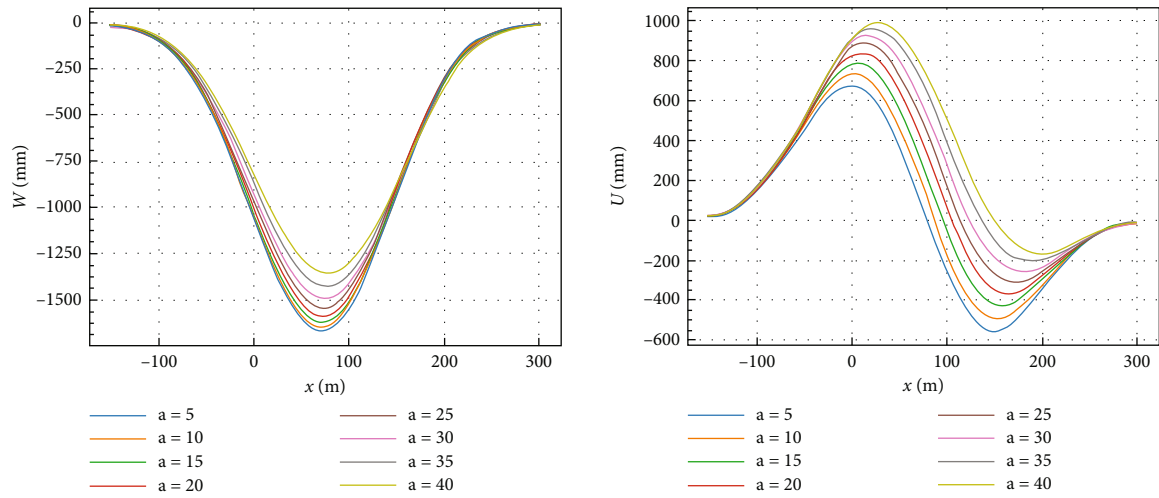 0
−250
−500
−750
−1000
−1250
−1500
W (mm)
−100
0
100
200
300
x (m)
a = 5
a = 10
a = 15
a = 20
a = 25
a = 30
a = 35
a = 40
1000
800
600
400
200
0
−200
−400
−600
U (mm)
−100
0
100
200
300
x (m)
a = 5
a = 10
a = 15
a = 20
a = 25
a = 30
a = 35
a = 40